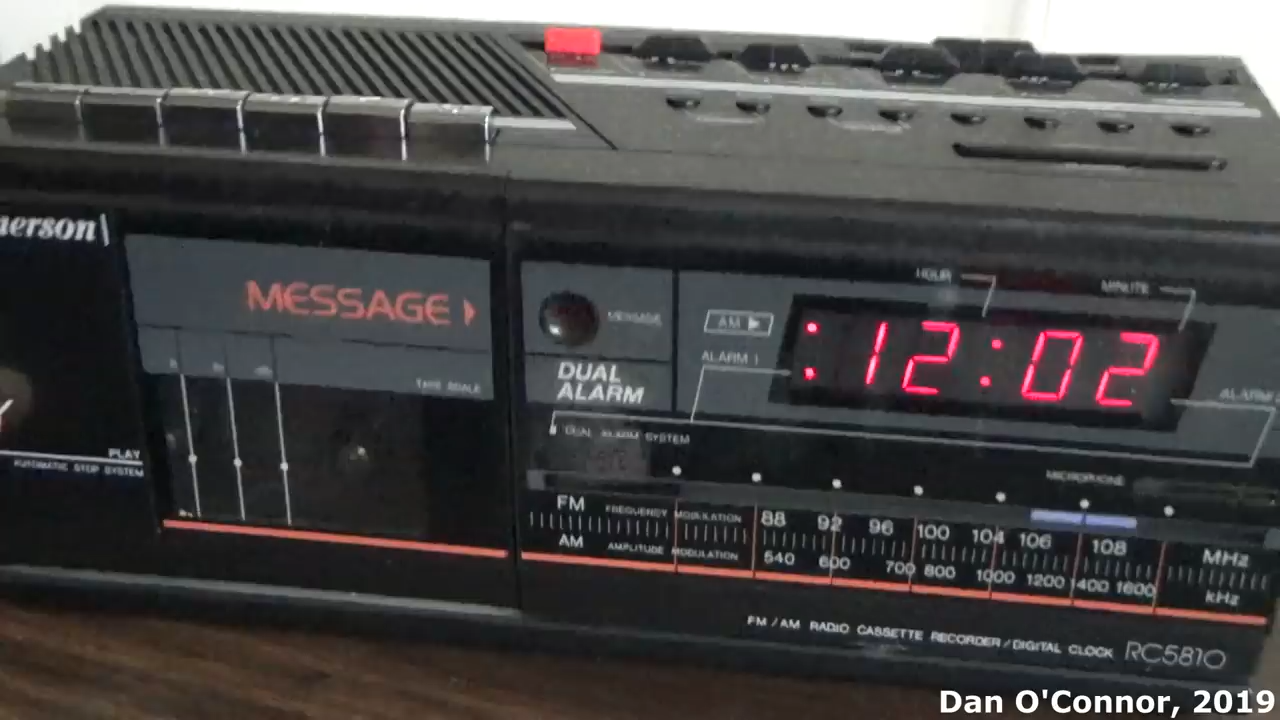 MESSAGE
TAPE SCALE
PLAY
AUTOMATIC STOP SYSTEM
MESSAGE
DUAL
ALARM
DUAL ALARM SYSTEM
HOUR
MINUTE
AM
ALARM 1
:12:02
ALARM
MICROPHONE
FM FREQUENCY MODULATION 88 92 96 100 104 106 108 MHz
AM AMPLITUDE MODULATION 540 600 700 800 1000 1200 1400 1600 kHz
FM/AM RADIO CASSETTE RECORDER/DIGITAL CLOCK RC5810
Dan O'Connor, 2019